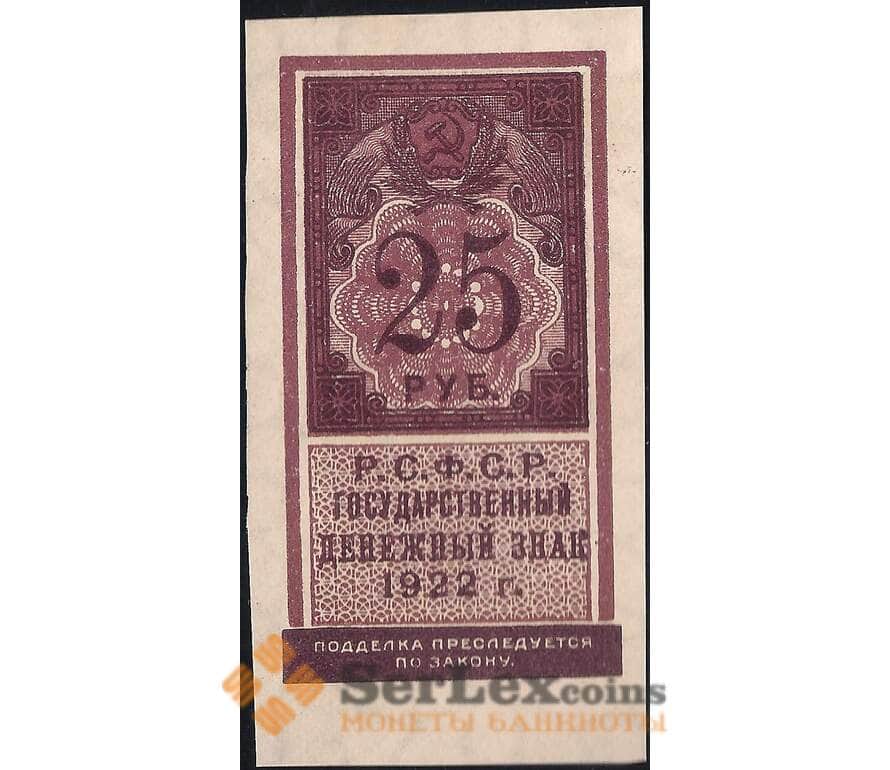 25
РУБ.
Р.С.Ф.С.Р.
ГОСУДАРСТВЕННЫЙ
ДЕНЕЖНЫЙ ЗНАК
1922 г.
ПОДДЕЛКА ПРЕСЛЕДУЕТСЯ
ПО ЗАКОНУ.
SerLexcoins
МОНЕТЫ БАНКНОТЫ